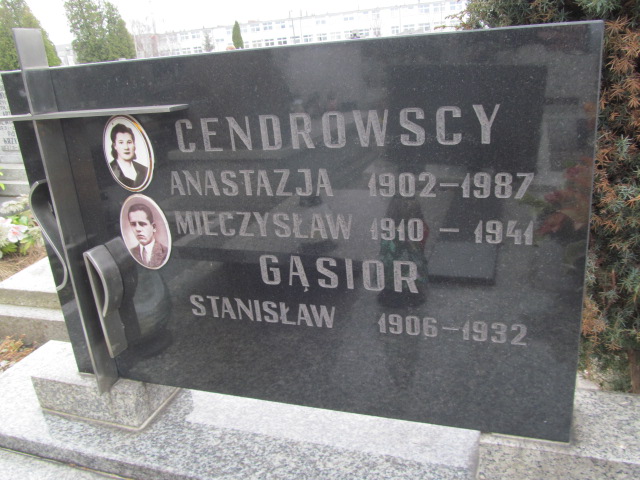 CENDROWSCY
ANASTAZJA 1902-1987
MIECZYSŁAW 1910 - 1941
GĄSIOR
STANISŁAW 1906-1932